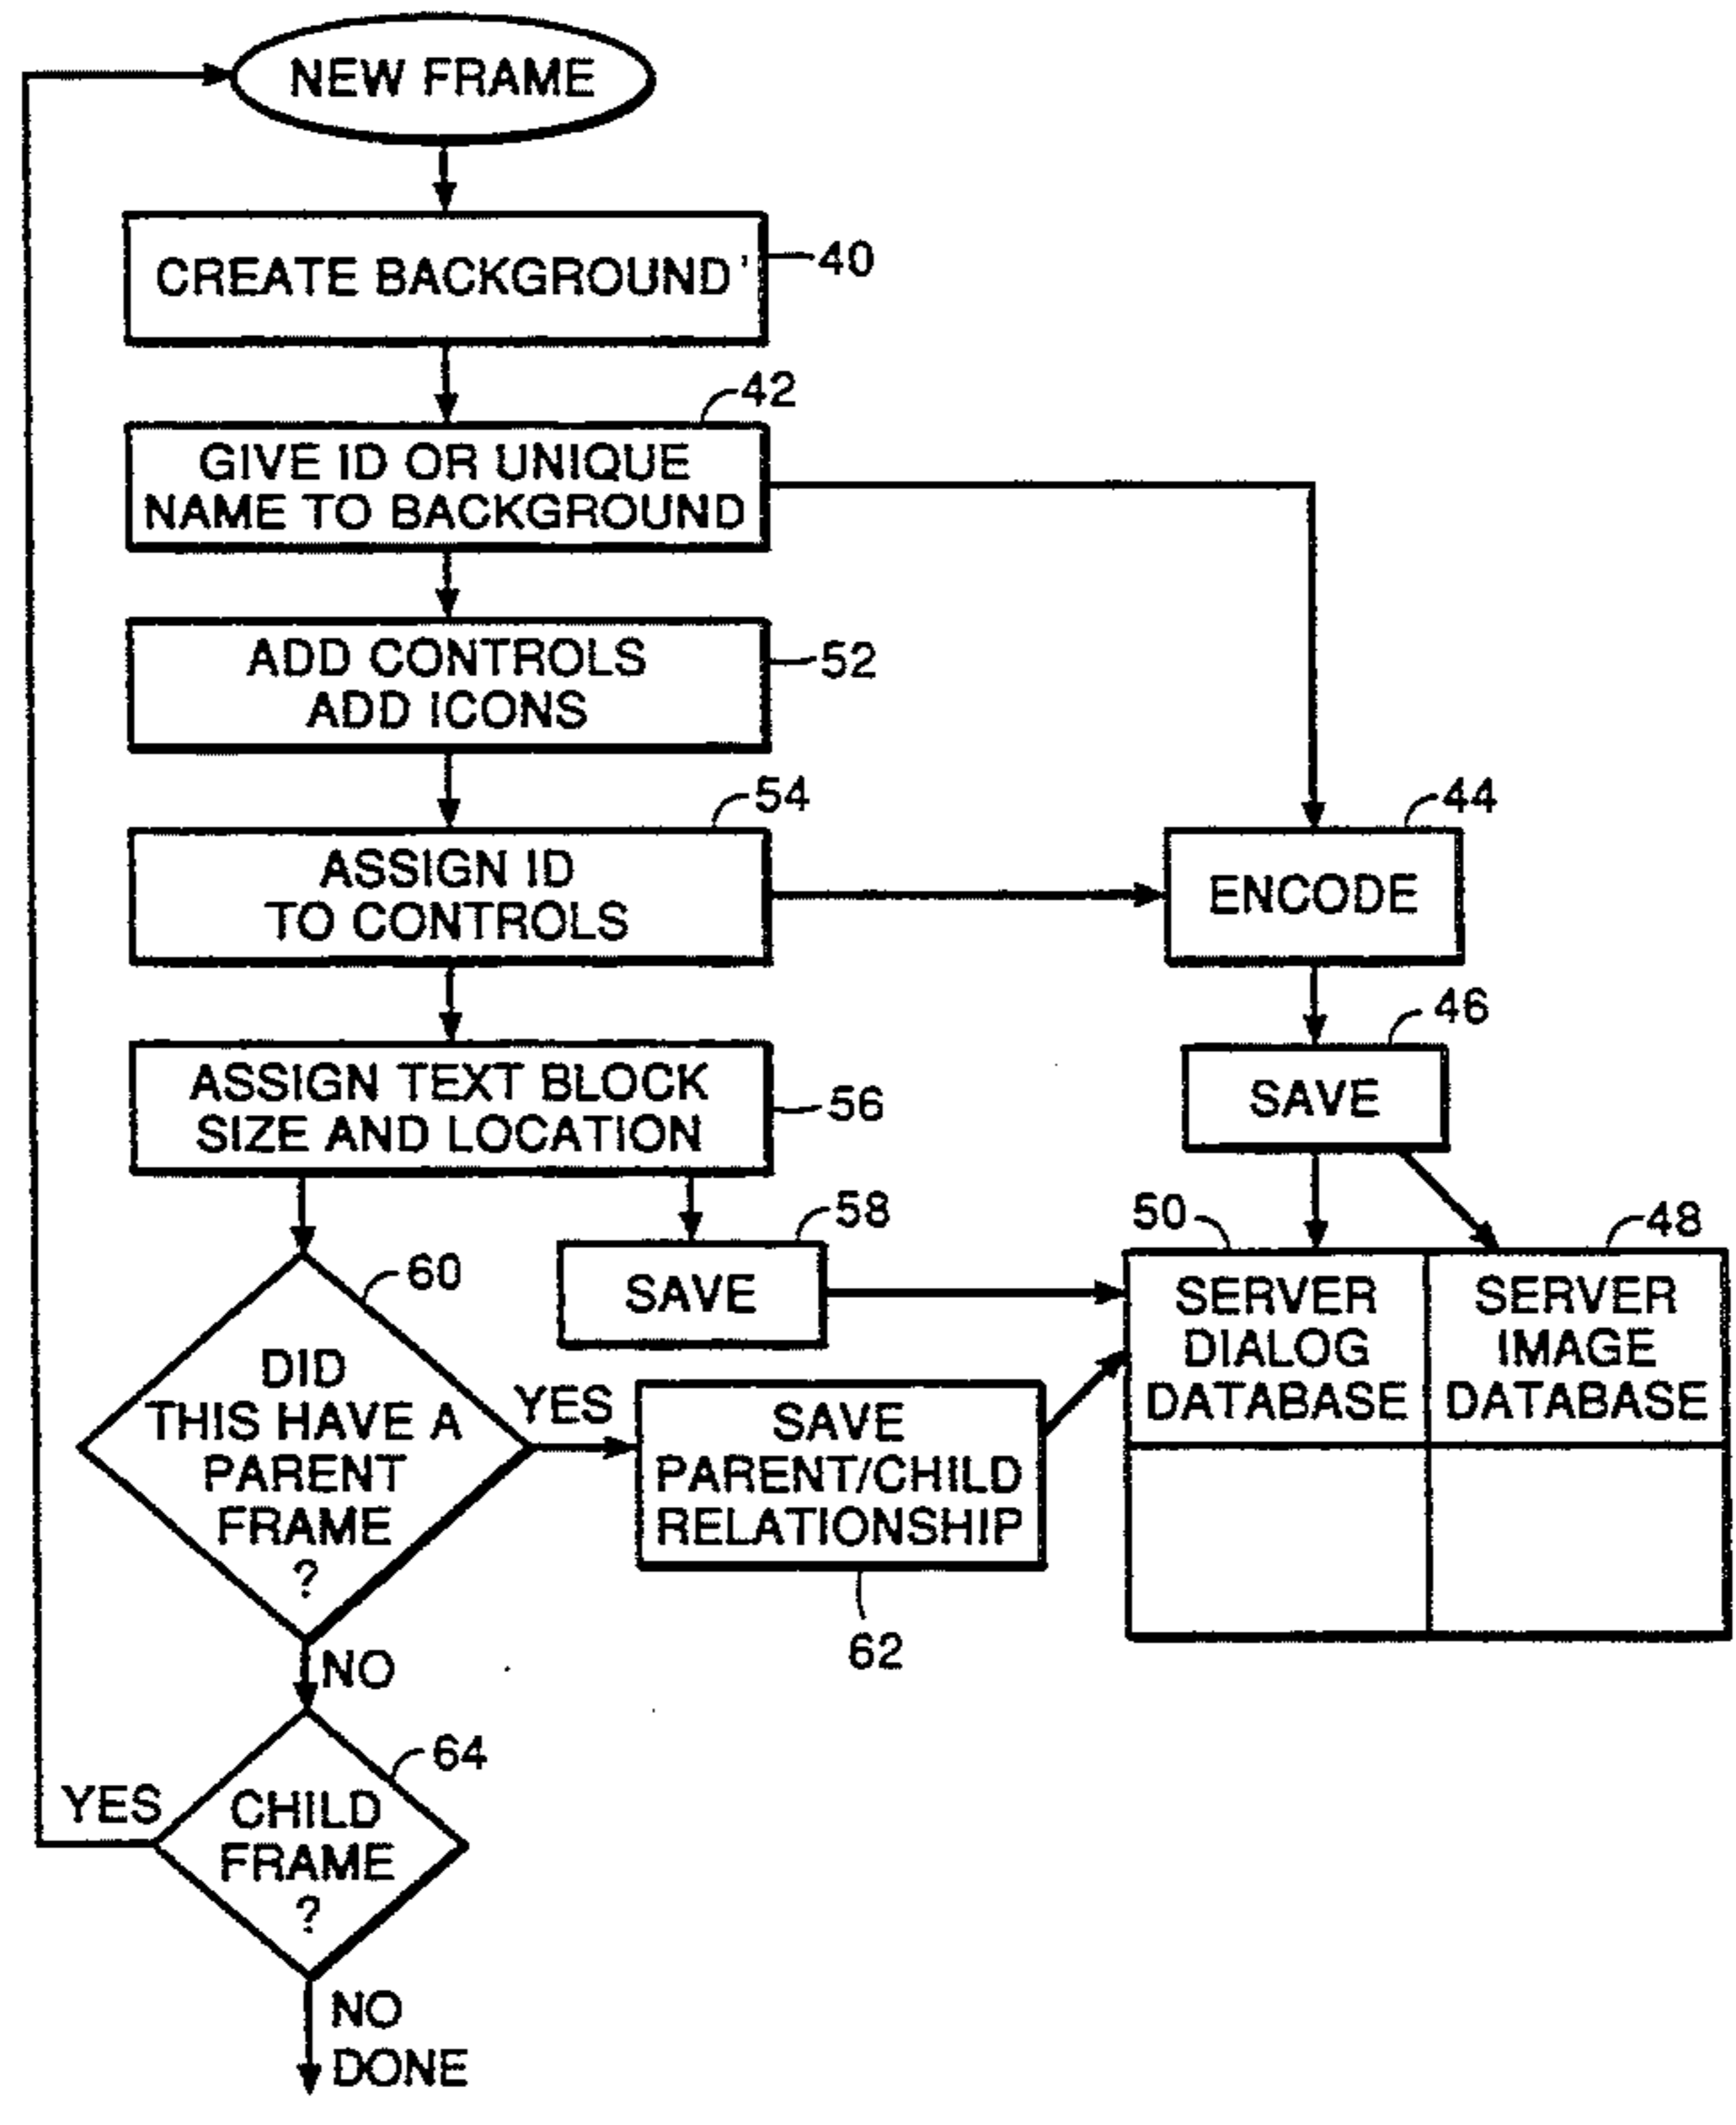 NEW FRAME
CREATE BACKGROUND
40
42
GIVE ID OR UNIQUE
NAME TO BACKGROUND
ADD CONTROLS
ADD ICONS
52
54
ASSIGN ID
TO CONTROLS
44
ENCODE
46
SAVE
ASSIGN TEXT BLOCK
SIZE AND LOCATION
56
58
SAVE
50
48
SERVER
DIALOG
DATABASE
SERVER
IMAGE
DATABASE
60
DID
THIS HAVE A
PARENT
FRAME
?
YES
SAVE
PARENT/CHILD
RELATIONSHIP
62
NO
64
YES
CHILD
FRAME
?
NO
DONE